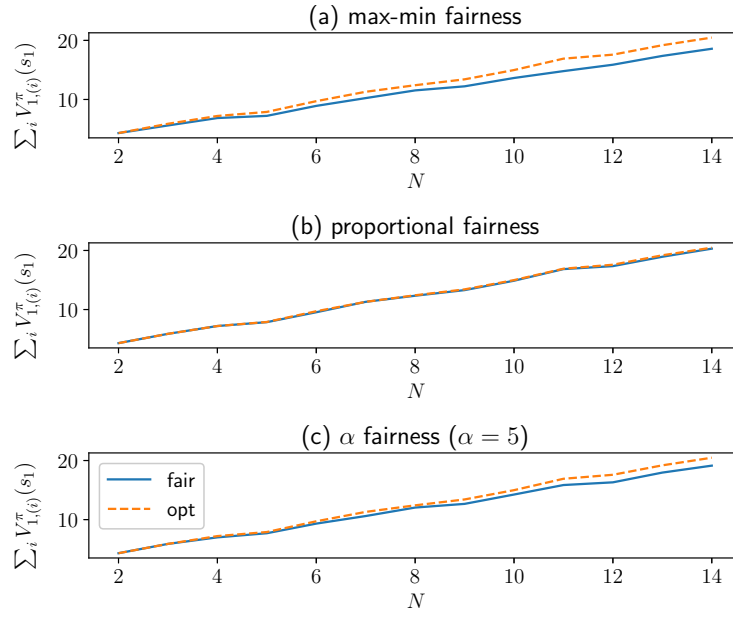 (a) max-min fairness
20
10
∑ᵢ V^π_{1,(i)}(s₁)
2 4 6 8 10 12 14
N
(b) proportional fairness
20
10
∑ᵢ V^π_{1,(i)}(s₁)
2 4 6 8 10 12 14
N
(c) α fairness (α = 5)
20
10
∑ᵢ V^π_{1,(i)}(s₁)
fair
opt
2 4 6 8 10 12 14
N